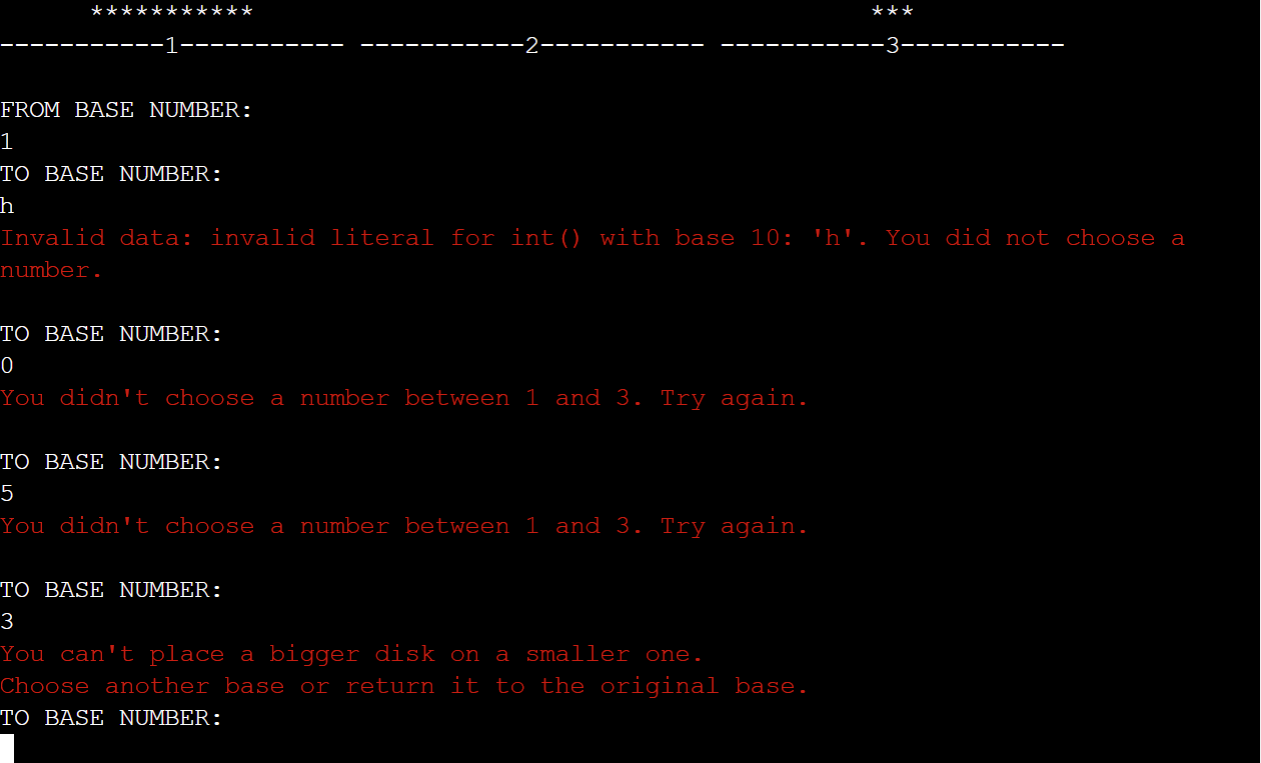 *********** ***
-----------1----------- -----------2----------- -----------3-----------
FROM BASE NUMBER:
1
TO BASE NUMBER:
h
Invalid data: invalid literal for int() with base 10: 'h'. You did not choose a
number.
TO BASE NUMBER:
0
You didn't choose a number between 1 and 3. Try again.
TO BASE NUMBER:
5
You didn't choose a number between 1 and 3. Try again.
TO BASE NUMBER:
3
You can't place a bigger disk on a smaller one.
Choose another base or return it to the original base.
TO BASE NUMBER: